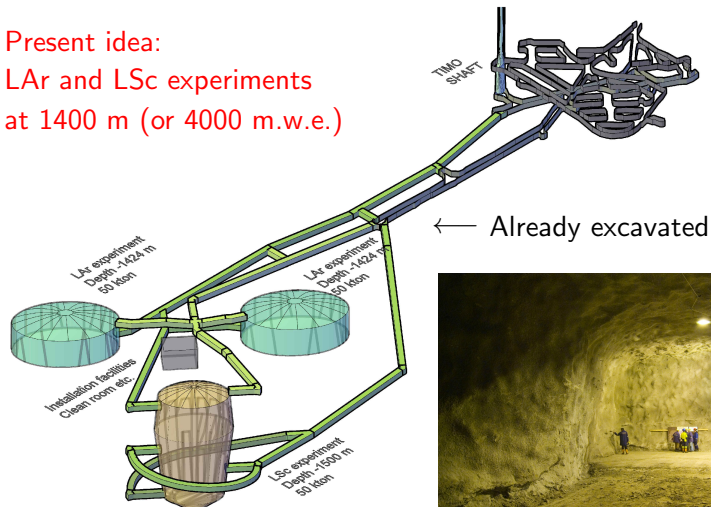 Present idea:
LAr and LSc experiments
at 1400 m (or 4000 m.w.e.)
TIMO
SHAFT
← Already excavated
LAr experiment
Depth -1424 m
50 kton
LAr experiment
Depth -1424 m
50 kton
Installation facilities
Clean room etc.
LSc experiment
Depth -1500 m
50 kton